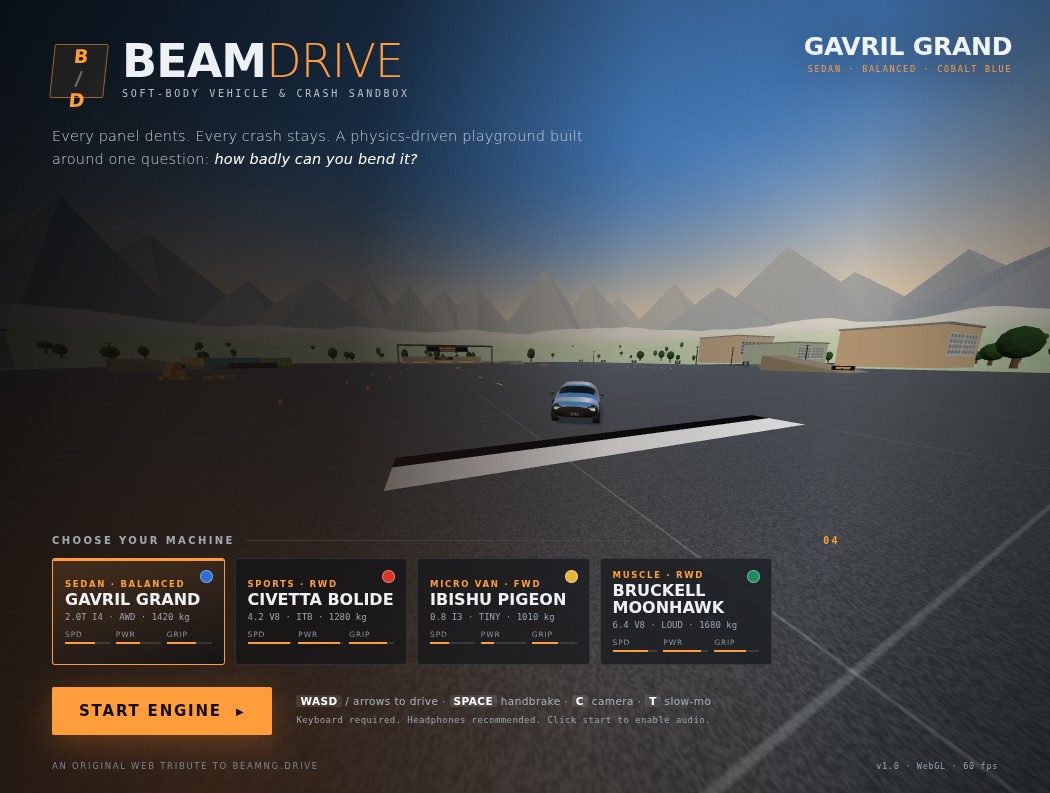 B
/
D
BEAMDRIVE
SOFT-BODY VEHICLE & CRASH SANDBOX
GAVRIL GRAND
SEDAN · BALANCED · COBALT BLUE
Every panel dents. Every crash stays. A physics-driven playground built
around one question: how badly can you bend it?
CHOOSE YOUR MACHINE
04
SEDAN · BALANCED
GAVRIL GRAND
2.0T I4 · AWD · 1420 kg
SPD PWR GRIP
SPORTS · RWD
CIVETTA BOLIDE
4.2 V8 · ITB · 1280 kg
SPD PWR GRIP
MICRO VAN · FWD
IBISHU PIGEON
0.8 I3 · TINY · 1010 kg
SPD PWR GRIP
MUSCLE · RWD
BRUCKELL
MOONHAWK
6.4 V8 · LOUD · 1680 kg
SPD PWR GRIP
START ENGINE ▸
WASD / arrows to drive · SPACE handbrake · C camera · T slow-mo
Keyboard required. Headphones recommended. Click start to enable audio.
AN ORIGINAL WEB TRIBUTE TO BEAMNG.DRIVE
v1.0 · WebGL · 60 fps